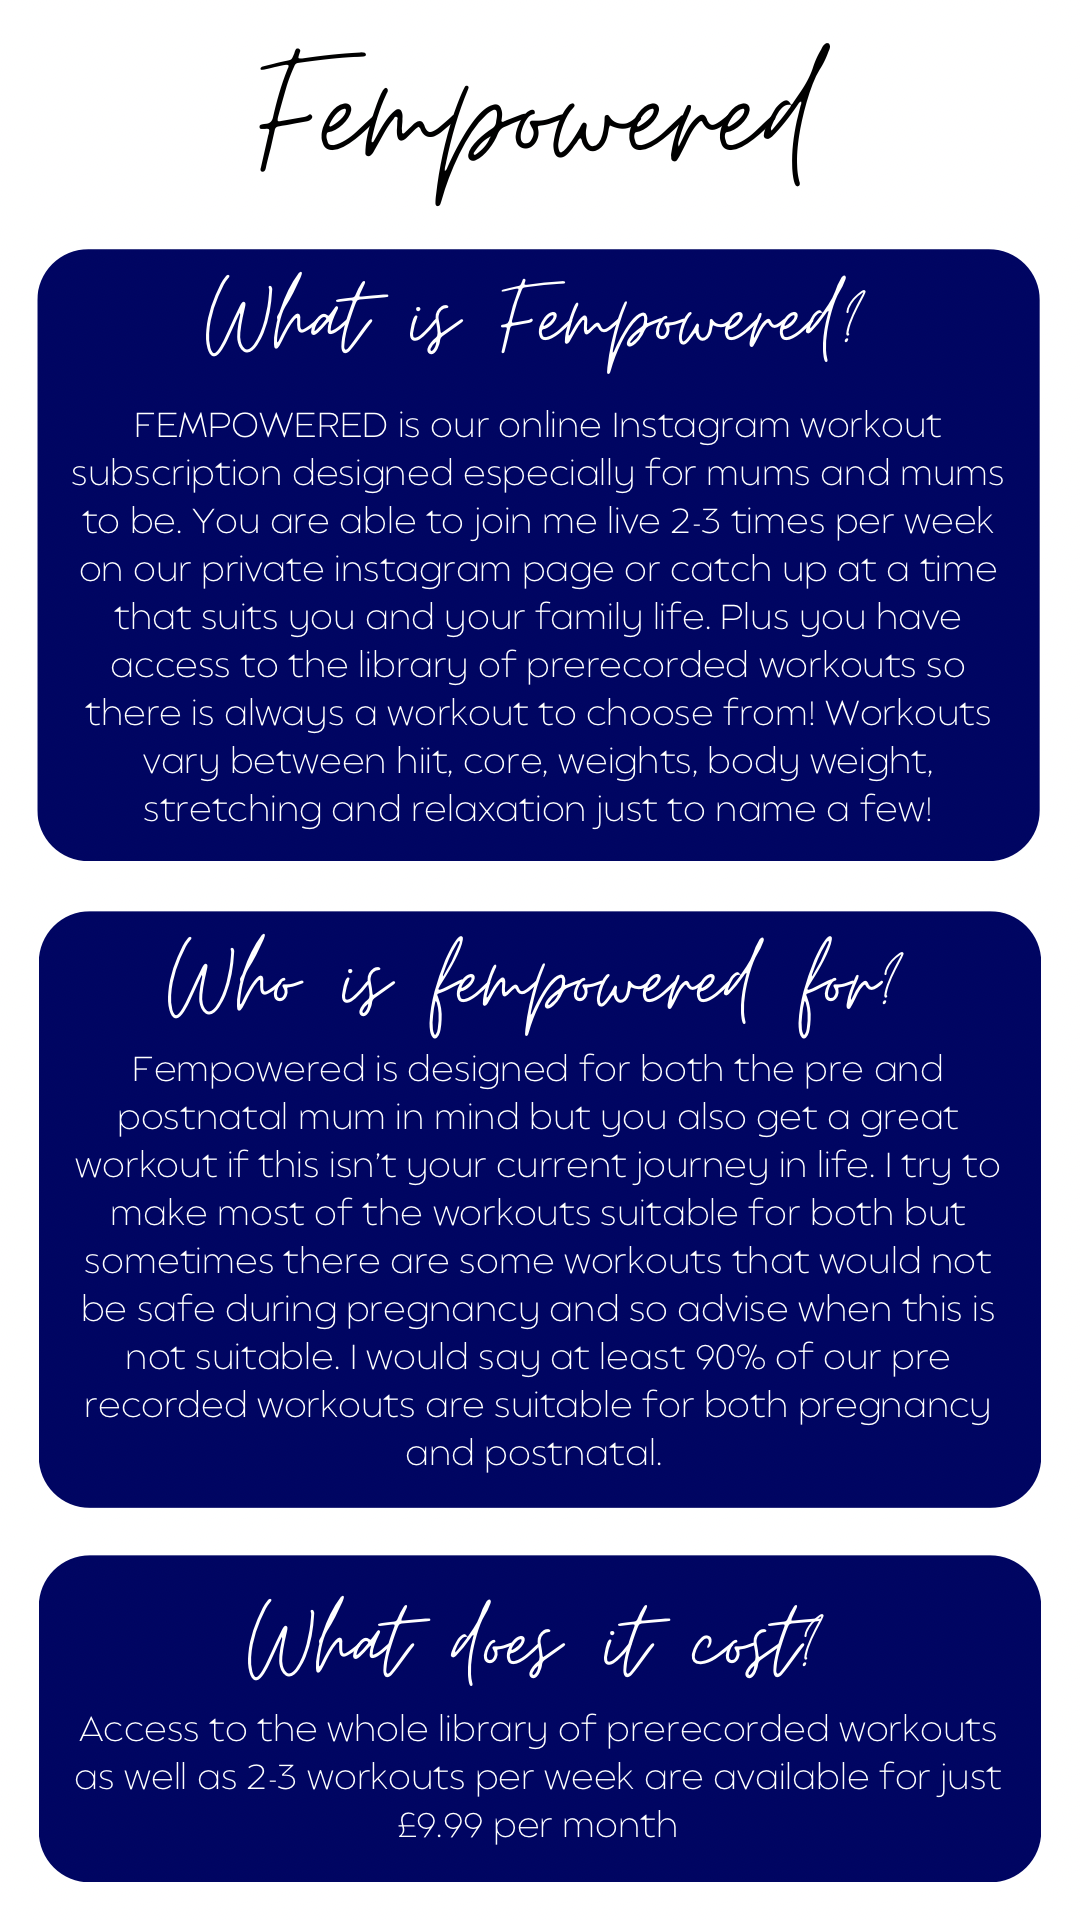 Fempowered
What is Fempowered?
FEMPOWERED is our online Instagram workout
subscription designed especially for mums and mums
to be. You are able to join me live 2-3 times per week
on our private instagram page or catch up at a time
that suits you and your family life. Plus you have
access to the library of prerecorded workouts so
there is always a workout to choose from! Workouts
vary between hiit, core, weights, body weight,
stretching and relaxation just to name a few!
Who is fempowered for?
Fempowered is designed for both the pre and
postnatal mum in mind but you also get a great
workout if this isn't your current journey in life. I try to
make most of the workouts suitable for both but
sometimes there are some workouts that would not
be safe during pregnancy and so advise when this is
not suitable. I would say at least 90% of our pre
recorded workouts are suitable for both pregnancy
and postnatal.
What does it cost?
Access to the whole library of prerecorded workouts
as well as 2-3 workouts per week are available for just
£9.99 per month